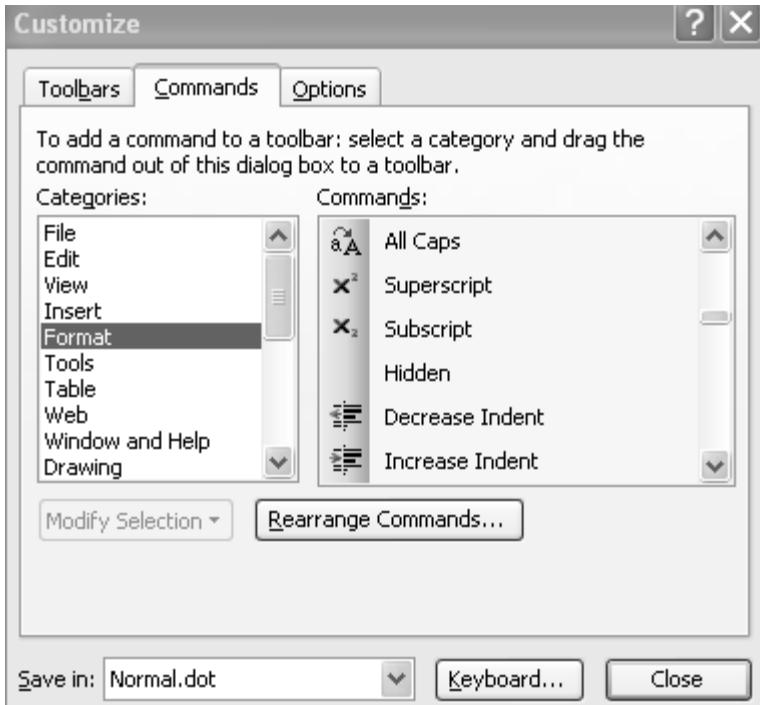 Customize
Toolbars Commands Options
To add a command to a toolbar: select a category and drag the
command out of this dialog box to a toolbar.
Categories: Commands:
File
Edit
View
Insert
Format
Tools
Table
Web
Window and Help
Drawing
All Caps
Superscript
Subscript
Hidden
Decrease Indent
Increase Indent
Modify Selection
Rearrange Commands...
Save in: Normal.dot
Keyboard...
Close